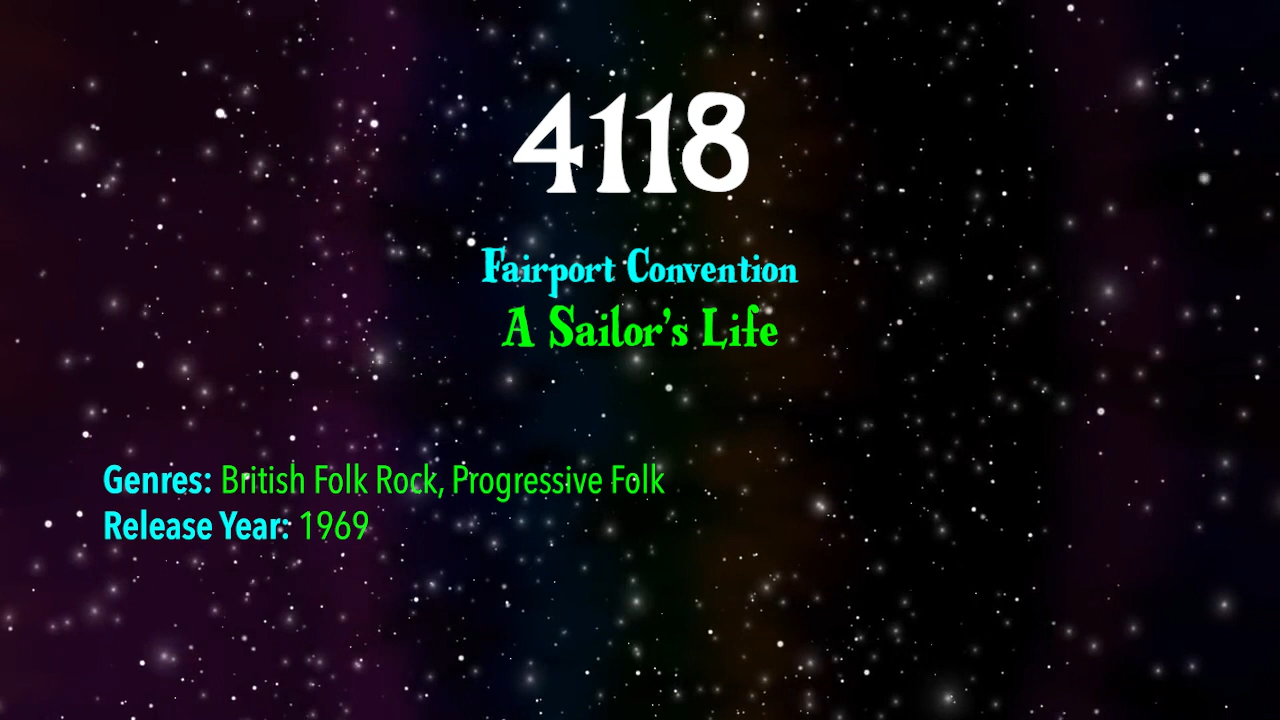 4118
Fairport Convention
A Sailor's Life
Genres: British Folk Rock, Progressive Folk
Release Year: 1969